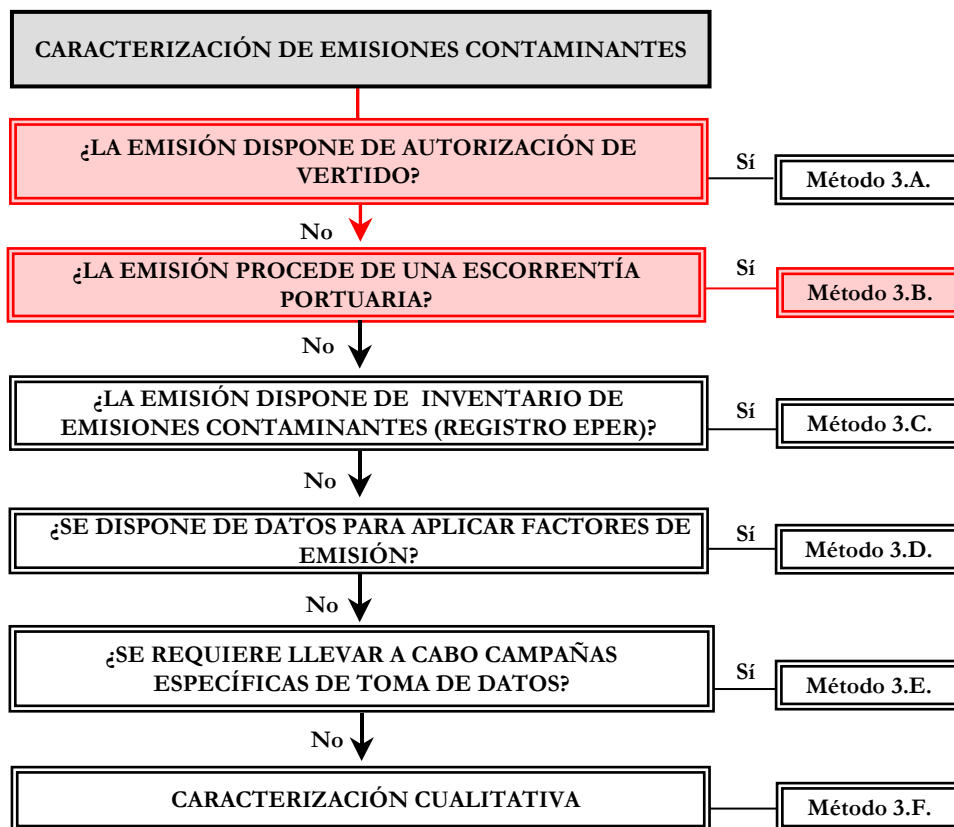 CARACTERIZACIÓN DE EMISIONES CONTAMINANTES
¿LA EMISIÓN DISPONE DE AUTORIZACIÓN DE
VERTIDO?
Sí
Método 3.A.
No
¿LA EMISIÓN PROCEDE DE UNA ESCORRENTÍA
PORTUARIA?
Sí
Método 3.B.
No
¿LA EMISIÓN DISPONE DE INVENTARIO DE
EMISIONES CONTAMINANTES (REGISTRO EPER)?
Sí
Método 3.C.
No
¿SE DISPONE DE DATOS PARA APLICAR FACTORES DE
EMISIÓN?
Sí
Método 3.D.
No
¿SE REQUIERE LLEVAR A CABO CAMPAÑAS
ESPECÍFICAS DE TOMA DE DATOS?
Sí
Método 3.E.
No
CARACTERIZACIÓN CUALITATIVA
Método 3.F.